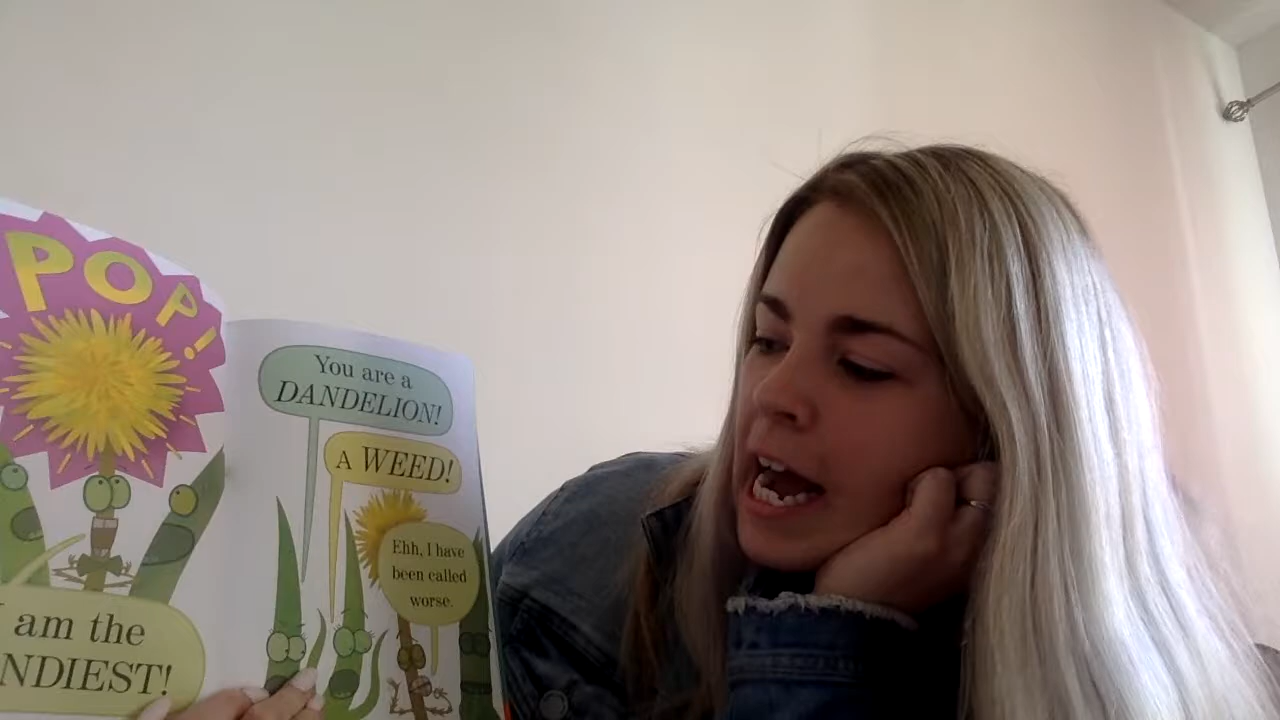 POP!
am the
NDIEST!
You are a
DANDELION!
A WEED!
Ehh, I have
been called
worse.